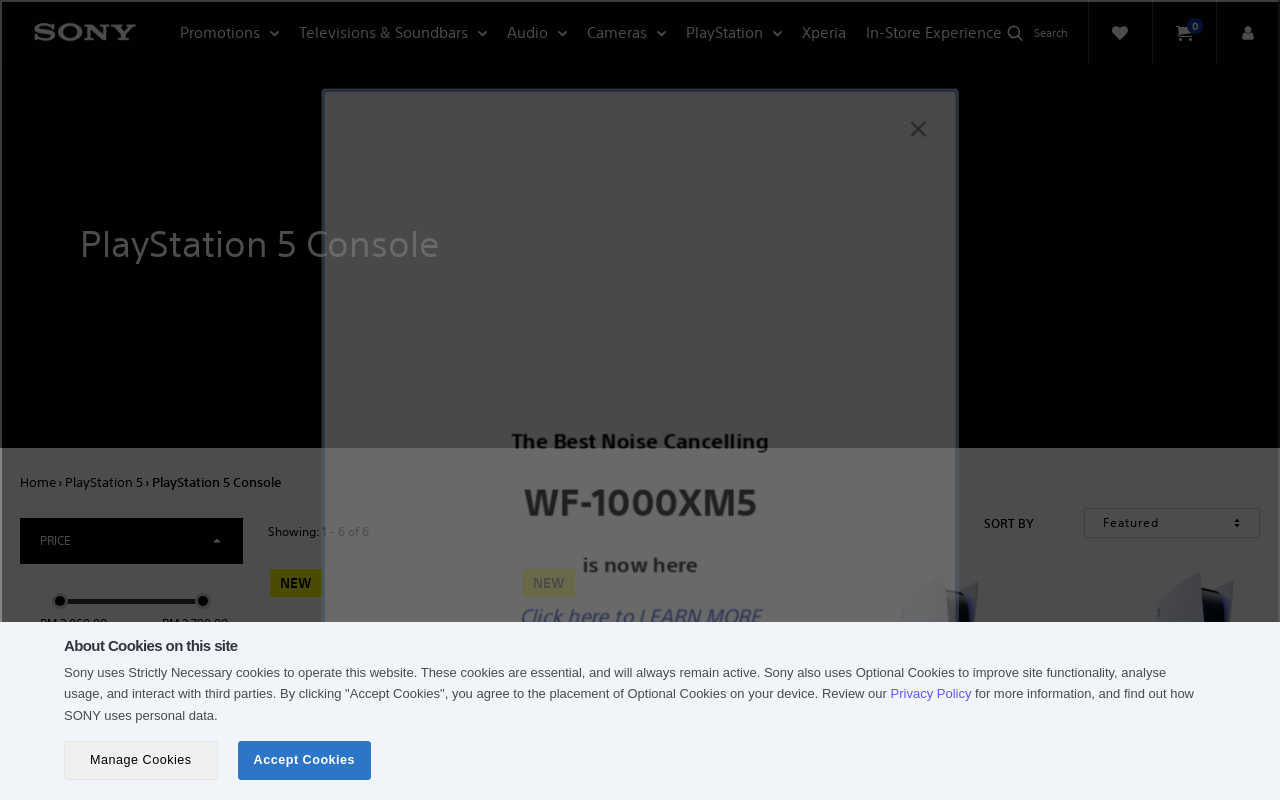 SONY
Promotions
Televisions & Soundbars
Audio
Cameras
PlayStation
Xperia
In-Store Experience
Search
0
PlayStation 5 Console
The Best Noise Cancelling
WF-1000XM5
is now here
Click here to LEARN MORE
Home › PlayStation 5 › PlayStation 5 Console
PRICE
Showing: 1 - 6 of 6
SORT BY
Featured
NEW
NEW
About Cookies on this site
Sony uses Strictly Necessary cookies to operate this website. These cookies are essential, and will always remain active. Sony also uses Optional Cookies to improve site functionality, analyse
usage, and interact with third parties. By clicking "Accept Cookies", you agree to the placement of Optional Cookies on your device. Review our Privacy Policy for more information, and find out how
SONY uses personal data.
Manage Cookies
Accept Cookies